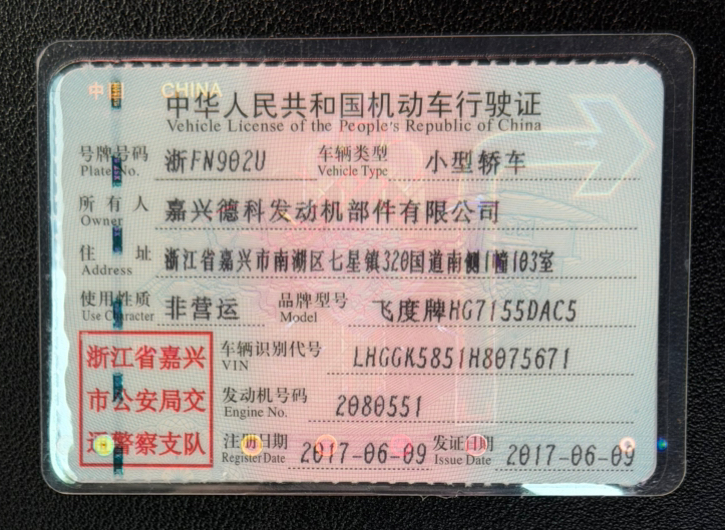 中国 CHINA
中华人民共和国机动车行驶证
Vehicle License of the People's Republic of China
号牌号码 浙FN902U 车辆类型 小型轿车
Plate No. Vehicle Type
所有人 嘉兴德科发动机部件有限公司
Owner
住址 浙江省嘉兴市南湖区七星镇320国道南侧1幢103室
Address
使用性质 非营运 品牌型号 飞度牌HG7155DAC5
Use Character Model
浙江省嘉兴
市公安局交
通警察支队
车辆识别代号 LHGGK5851H8075671
VIN
发动机号码 2080551
Engine No.
注册日期 2017-06-09 发证日期 2017-06-09
Register Date Issue Date